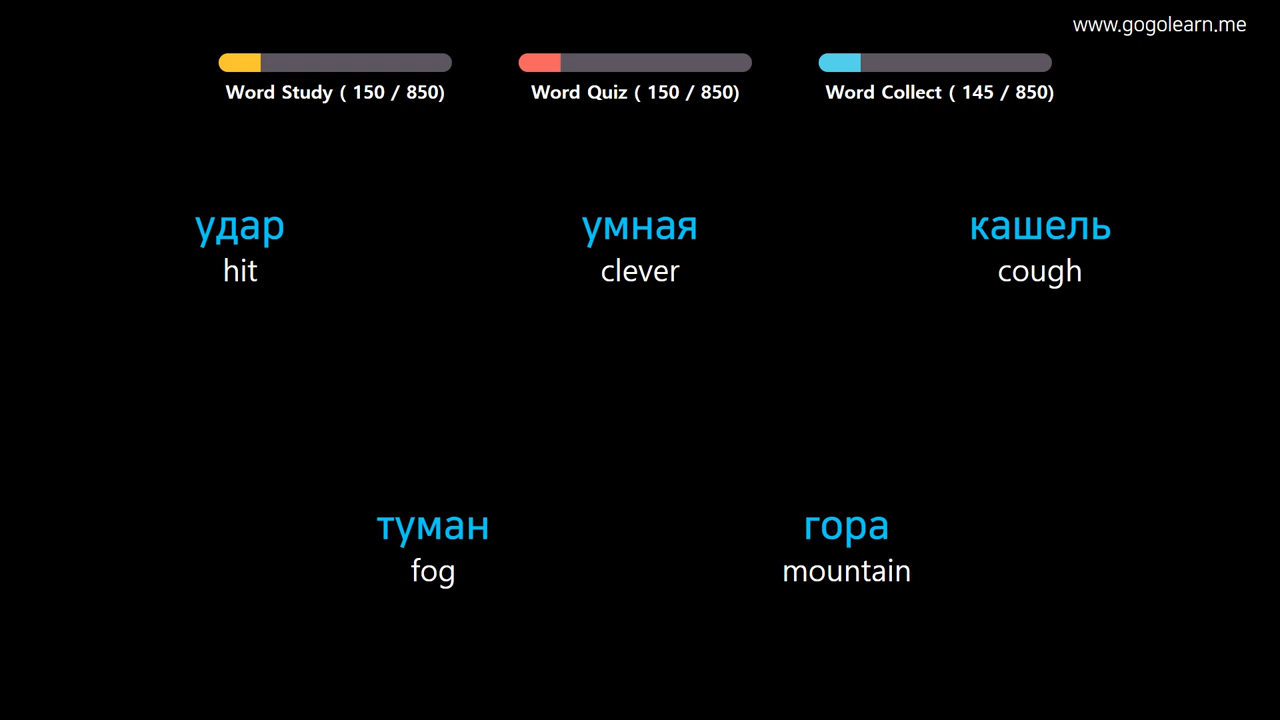 www.gogolearn.me
Word Study ( 150 / 850)
Word Quiz ( 150 / 850)
Word Collect ( 145 / 850)
удар
hit
умная
clever
кашель
cough
туман
fog
гора
mountain